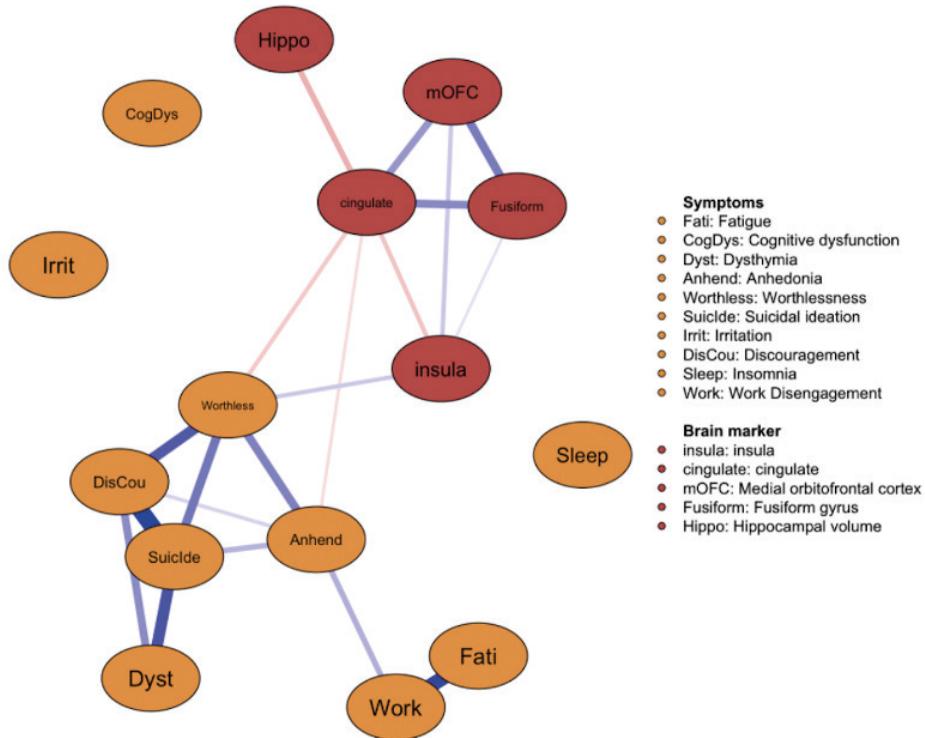 Hippo
mOFC
CogDys
cingulate
Fusiform
Irrit
insula
Worthless
Sleep
DisCou
Anhend
SuicIde
Fati
Dyst
Work
Symptoms
Fati: Fatigue
CogDys: Cognitive dysfunction
Dyst: Dysthymia
Anhend: Anhedonia
Worthless: Worthlessness
SuicIde: Suicidal ideation
Irrit: Irritation
DisCou: Discouragement
Sleep: Insomnia
Work: Work Disengagement
Brain marker
insula: insula
cingulate: cingulate
mOFC: Medial orbitofrontal cortex
Fusiform: Fusiform gyrus
Hippo: Hippocampal volume